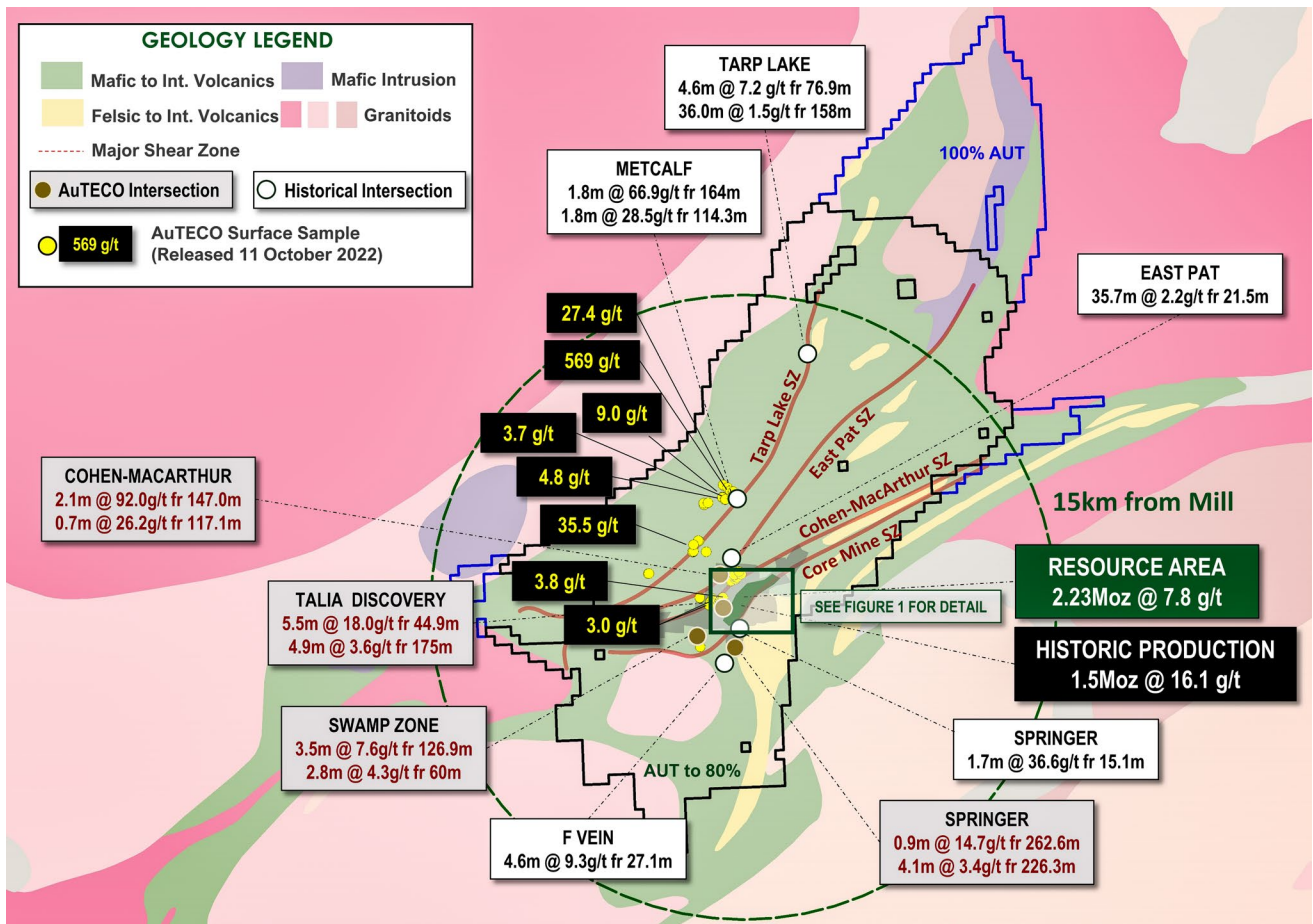 GEOLOGY LEGEND
Mafic to Int. Volcanics
Mafic Intrusion
Felsic to Int. Volcanics
Granitoids
Major Shear Zone
AuTECO Intersection
Historical Intersection
569 g/t
AuTECO Surface Sample
(Released 11 October 2022)
TARP LAKE
4.6m @ 7.2 g/t fr 76.9m
36.0m @ 1.5g/t fr 158m
METCALF
1.8m @ 66.9g/t fr 164m
1.8m @ 28.5g/t fr 114.3m
100% AUT
EAST PAT
35.7m @ 2.2g/t fr 21.5m
27.4 g/t
569 g/t
9.0 g/t
3.7 g/t
4.8 g/t
35.5 g/t
3.8 g/t
3.0 g/t
Tarp Lake SZ
East Pat SZ
Cohen-MacArthur SZ
Core Mine SZ
15km from Mill
COHEN-MACARTHUR
2.1m @ 92.0g/t fr 147.0m
0.7m @ 26.2g/t fr 117.1m
TALIA DISCOVERY
5.5m @ 18.0g/t fr 44.9m
4.9m @ 3.6g/t fr 175m
SEE FIGURE 1 FOR DETAIL
RESOURCE AREA
2.23Moz @ 7.8 g/t
HISTORIC PRODUCTION
1.5Moz @ 16.1 g/t
SWAMP ZONE
3.5m @ 7.6g/t fr 126.9m
2.8m @ 4.3g/t fr 60m
AUT to 80%
SPRINGER
1.7m @ 36.6g/t fr 15.1m
F VEIN
4.6m @ 9.3g/t fr 27.1m
SPRINGER
0.9m @ 14.7g/t fr 262.6m
4.1m @ 3.4g/t fr 226.3m